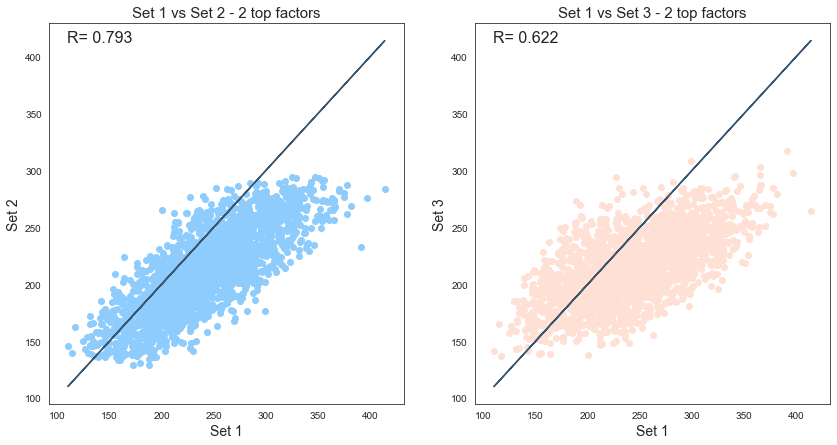 Set 1 vs Set 2 - 2 top factors
R= 0.793
400
350
300
250
200
150
100
Set 2
100 150 200 250 300 350 400
Set 1
Set 1 vs Set 3 - 2 top factors
R= 0.622
400
350
300
250
200
150
100
Set 3
100 150 200 250 300 350 400
Set 1